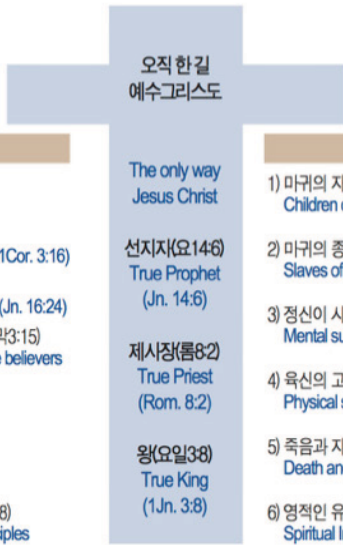 오직 한 길
예수그리스도
The only way
Jesus Christ
선지자(요14:6)
True Prophet
(Jn. 14:6)
제사장(롬8:2)
True Priest
(Rom. 8:2)
왕(요일3:8)
True King
(1Jn. 3:8)
1Cor. 3:16)
(Jn. 16:24)
막3:15)
believers
8)
1) 마귀의 자
Children
2) 마귀의 종
Slaves of
3) 정신이 시
Mental su
4) 육신의 고
Physical s
5) 죽음과 지
Death an
6) 영적인 유
Spiritual I